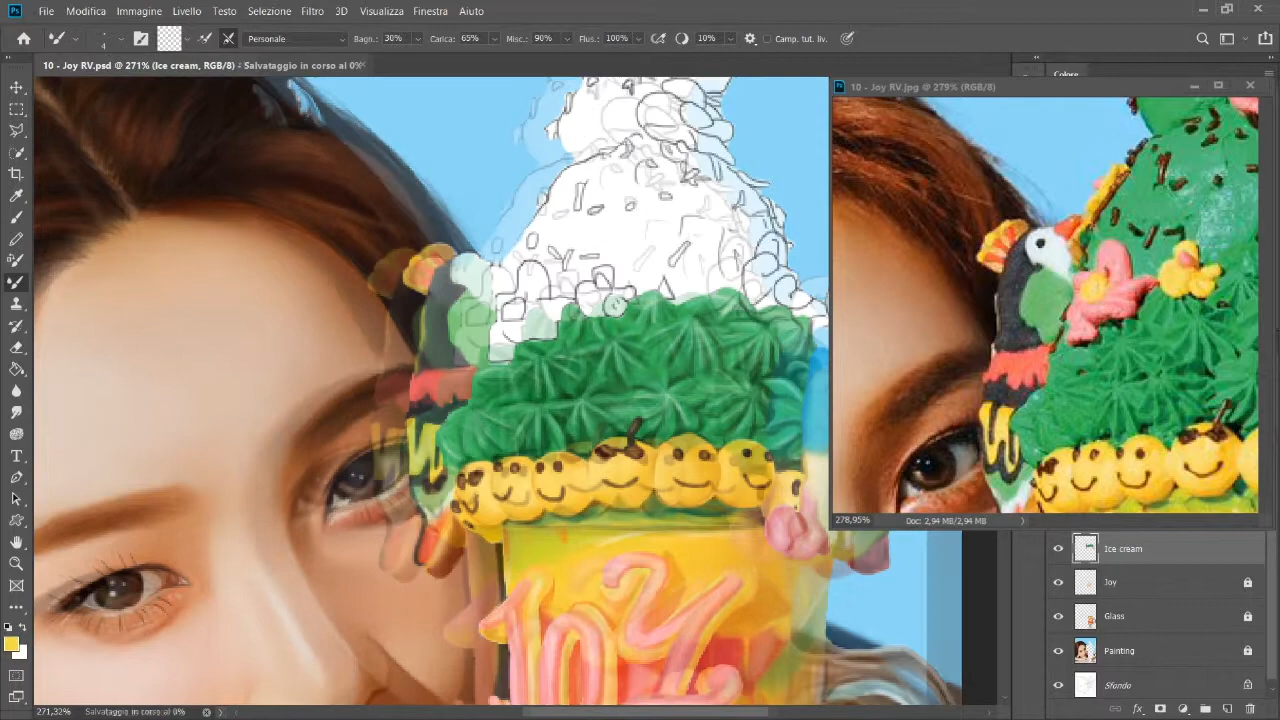 Ps File Modifica Immagine Livello Testo Selezione Filtro 3D Visualizza Finestra Aiuto
4 Personale Bagn.: 30% Carica: 65% Misc.: 90% Flus.: 100% 10% Camp. tut. liv.
10 - Joy RV.psd @ 271% (Ice cream, RGB/8) - Salvataggio in corso al 0%
Colore
10 - Joy RV.jpg @ 279% (RGB/8)
278,95% Doc: 2,94 MB/2,94 MB
Ice cream
Joy
Glass
Painting
Sfondo
fx
271,32% Salvataggio in corso al 0%